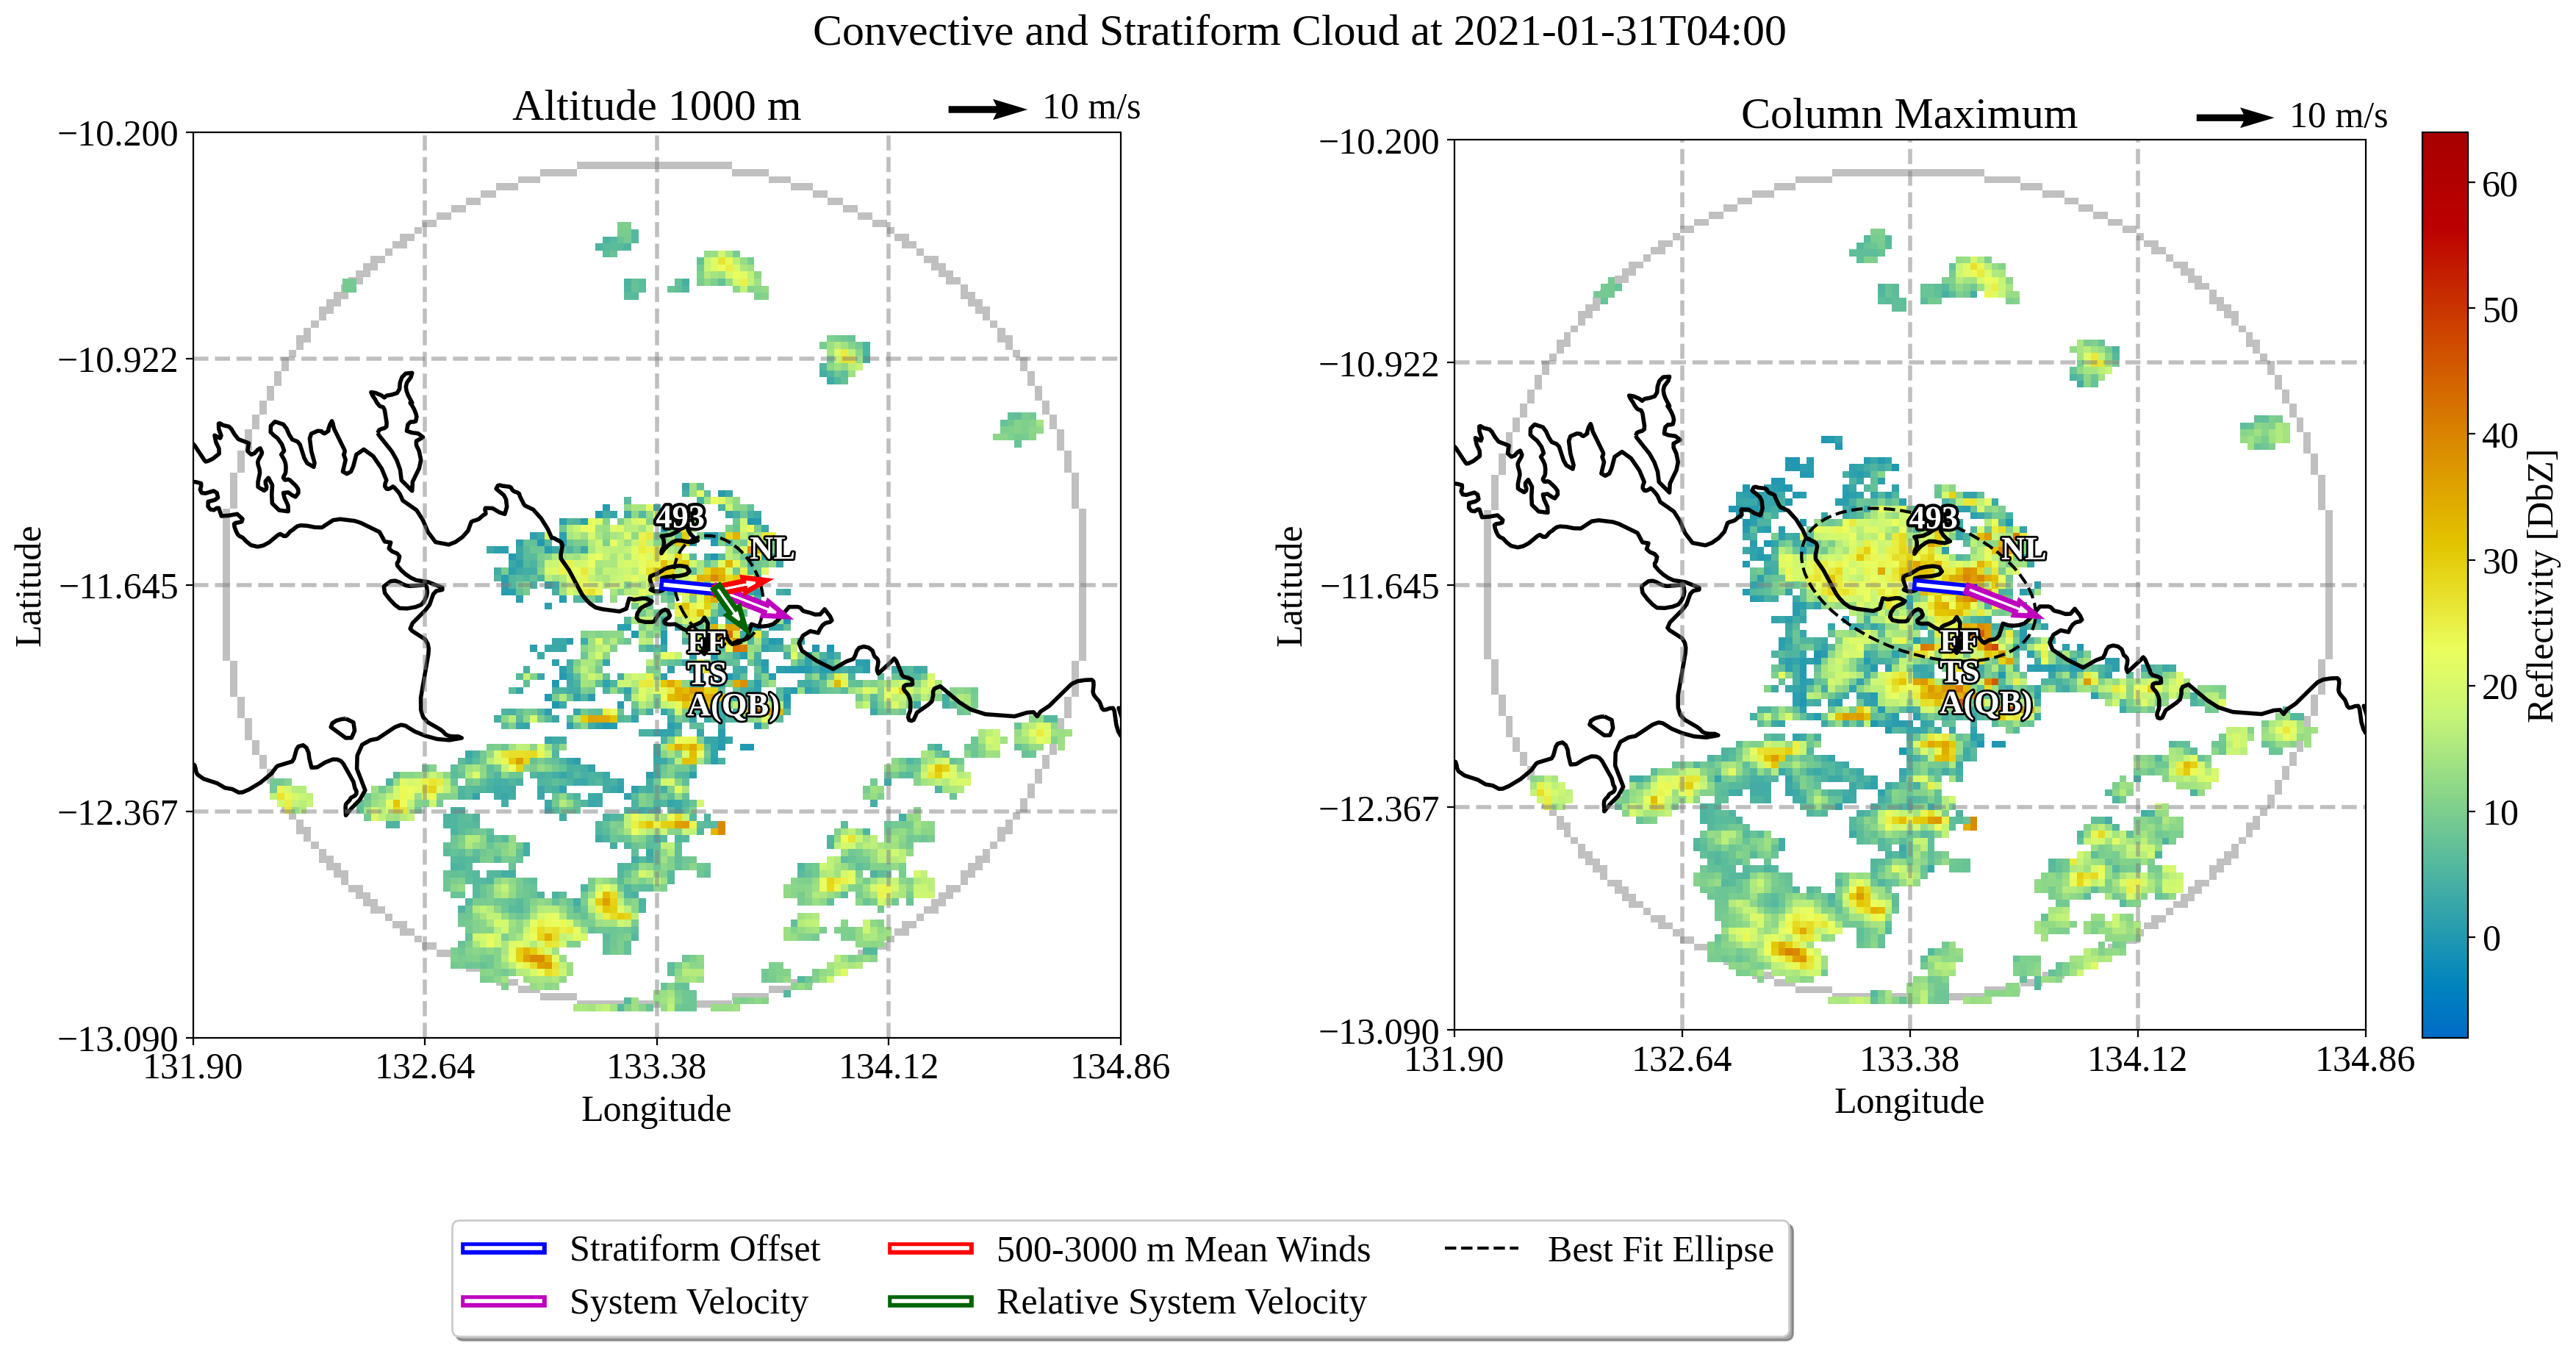 Convective and Stratiform Cloud at 2021-01-31T04:00
Altitude 1000 m
10 m/s
−10.200
−10.922
−11.645
−12.367
−13.090
Latitude
131.90
132.64
133.38
134.12
134.86
Longitude
493
NL
FF
TS
A(QB)
Column Maximum
10 m/s
−10.200
−10.922
−11.645
−12.367
−13.090
Latitude
131.90
132.64
133.38
134.12
134.86
Longitude
493
NL
FF
TS
A(QB)
60
50
40
30
20
10
0
Reflectivity [DbZ]
Stratiform Offset
System Velocity
500-3000 m Mean Winds
Relative System Velocity
Best Fit Ellipse